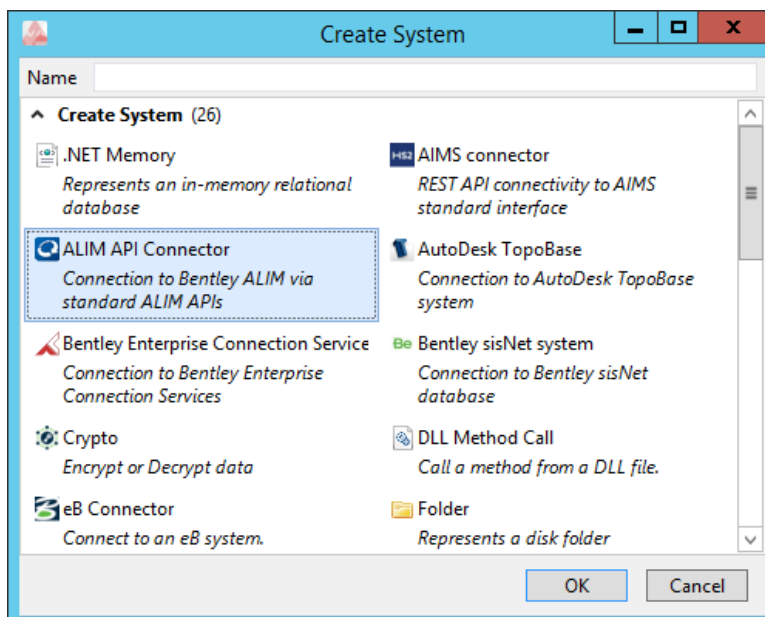 Create System
Name
Create System (26)
.NET Memory
Represents an in-memory relational
database
HS2 AIMS connector
REST API connectivity to AIMS
standard interface
ALIM API Connector
Connection to Bentley ALIM via
standard ALIM APIs
AutoDesk TopoBase
Connection to AutoDesk TopoBase
system
Bentley Enterprise Connection Service
Connection to Bentley Enterprise
Connection Services
Be Bentley sisNet system
Connection to Bentley sisNet
database
Crypto
Encrypt or Decrypt data
DLL Method Call
Call a method from a DLL file.
eB Connector
Connect to an eB system.
Folder
Represents a disk folder
OK
Cancel